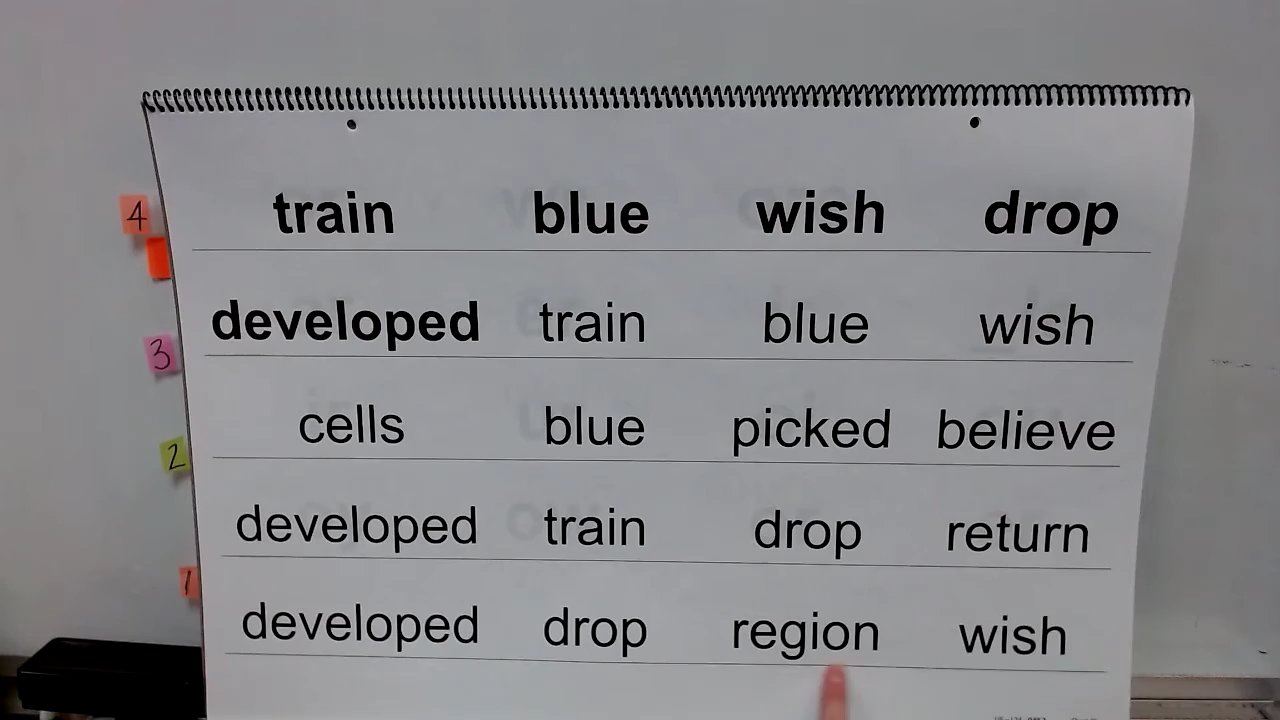 train blue wish drop
developed train blue wish
cells blue picked believe
developed train drop return
developed drop region wish
4
3
2
1